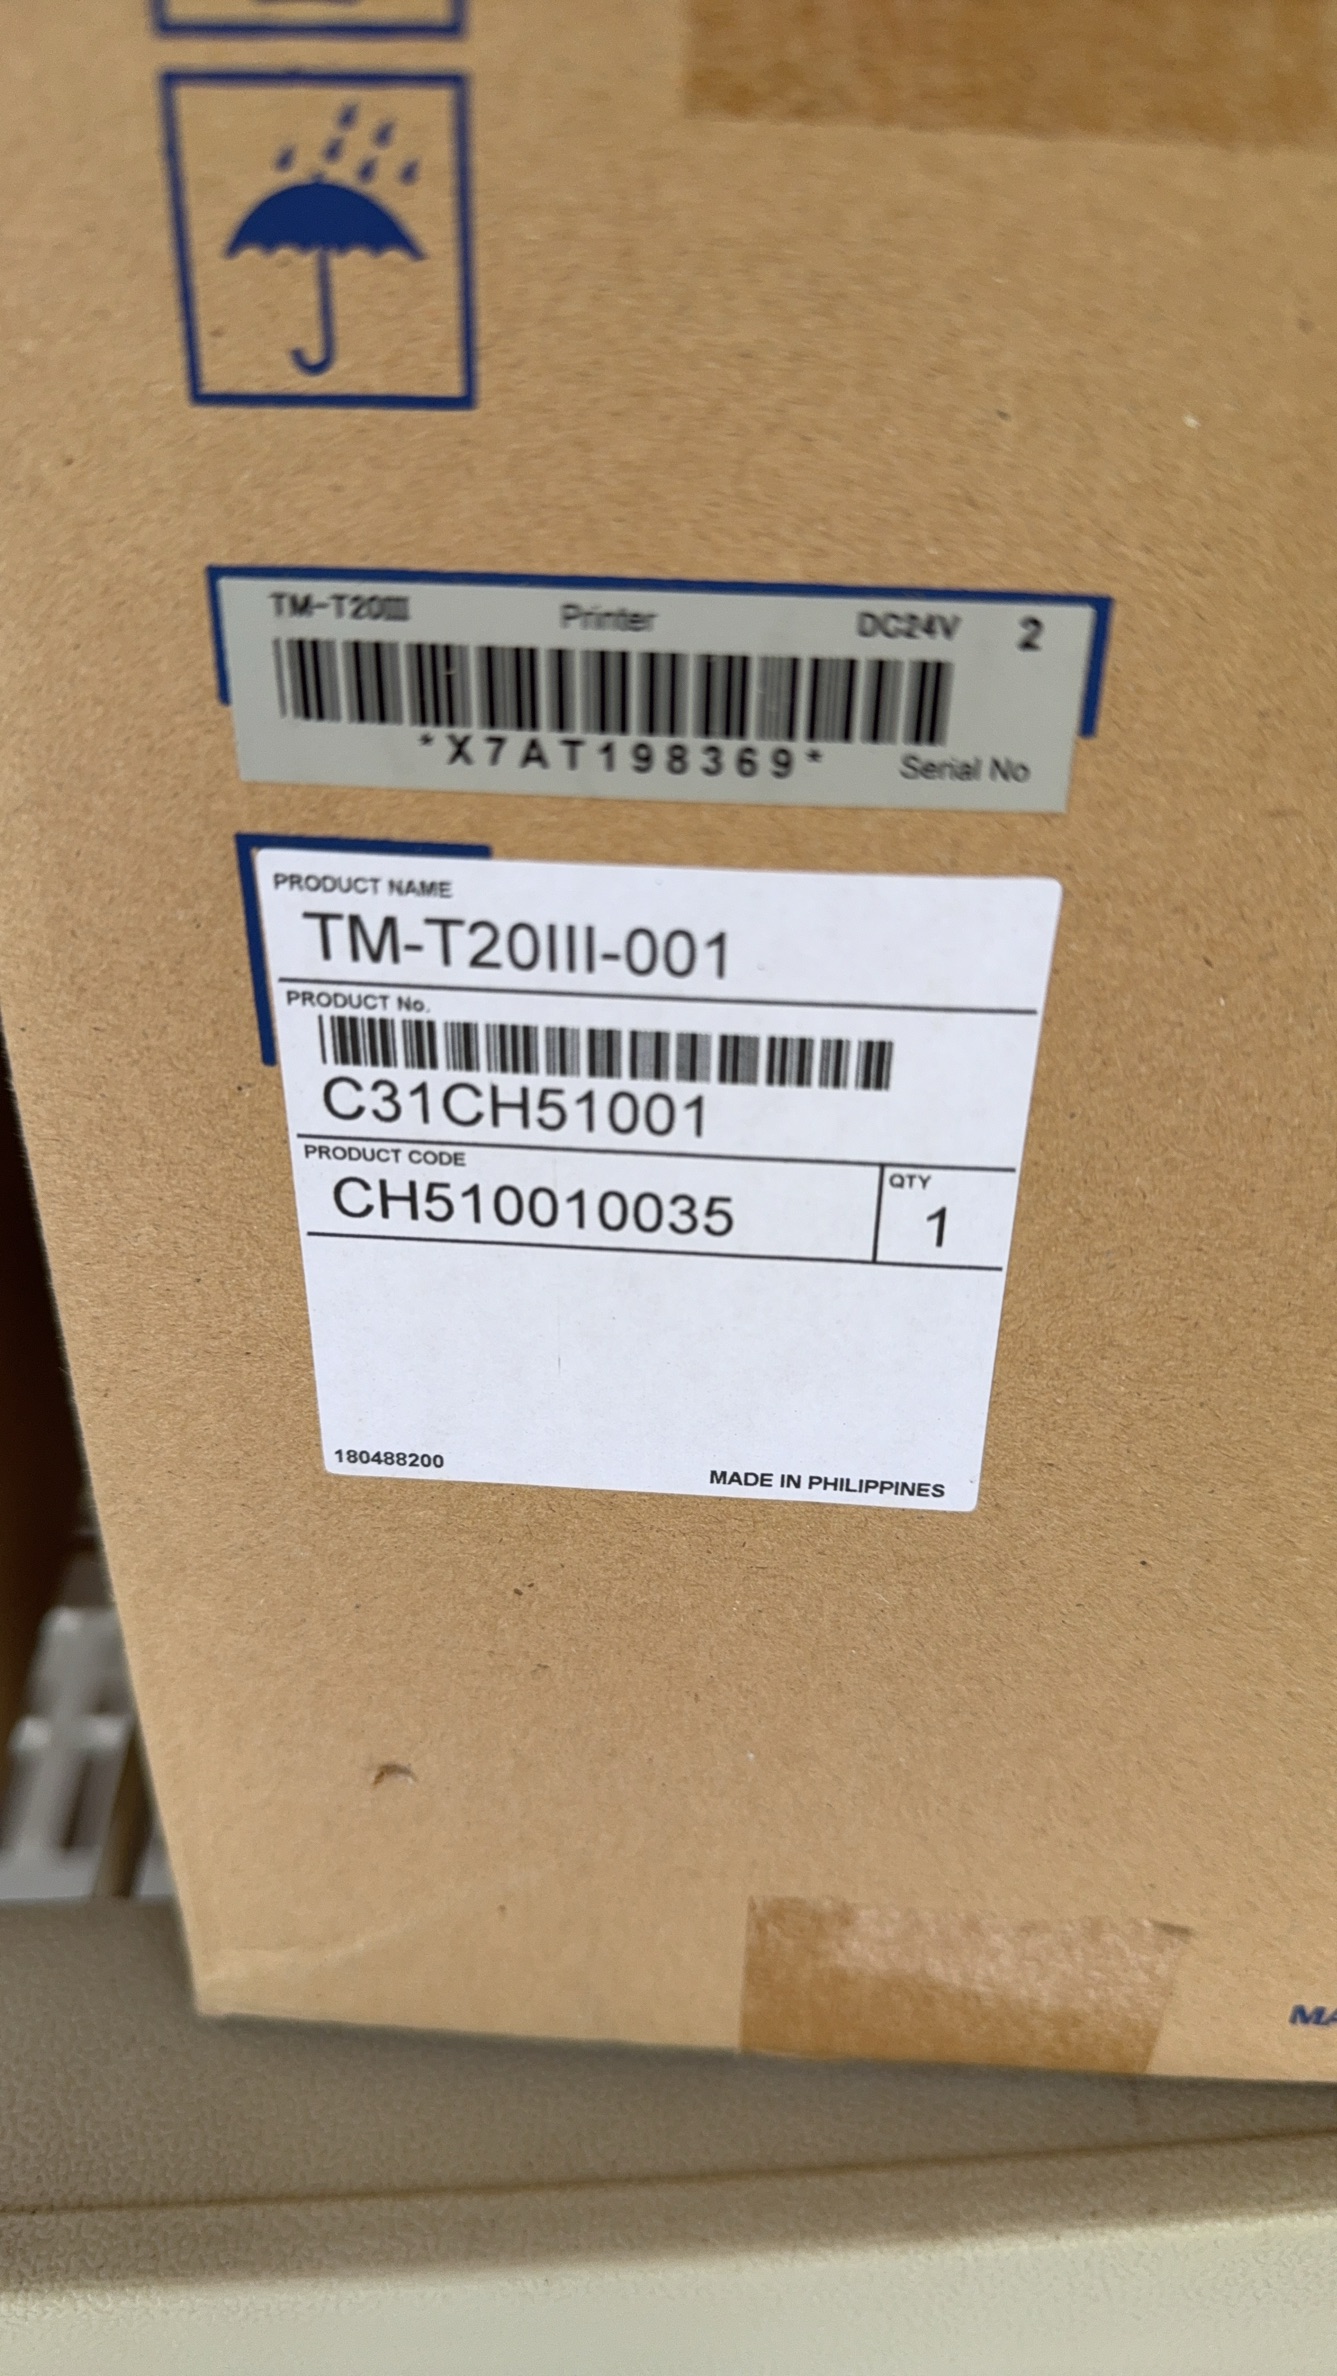 TM-T20III Printer DC24V 2
*X7AT198369* Serial No
PRODUCT NAME
TM-T20III-001
PRODUCT No.
C31CH51001
PRODUCT CODE
CH510010035
QTY
1
180488200
MADE IN PHILIPPINES